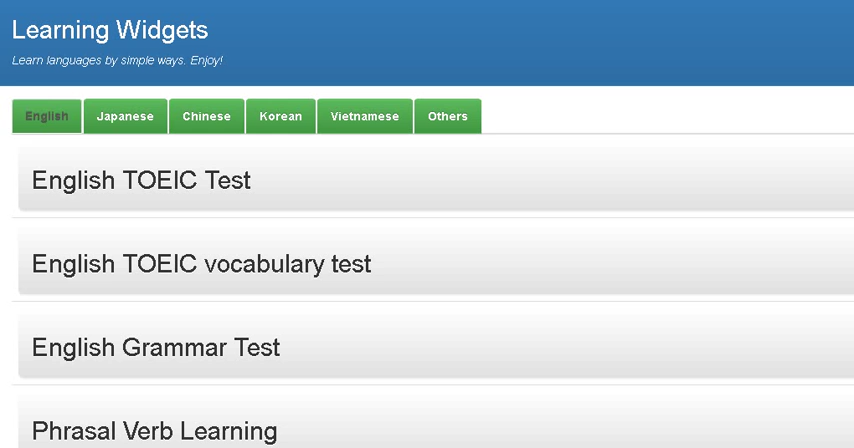 Learning Widgets
Learn languages by simple ways. Enjoy!
English Japanese Chinese Korean Vietnamese Others
English TOEIC Test
English TOEIC vocabulary test
English Grammar Test
Phrasal Verb Learning